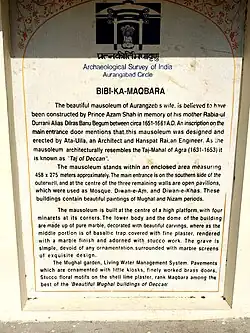 प्रत्नकीर्तिमपावृणु
Archaeological Survey of India
Aurangabad Circle
BIBI-KA-MAQBARA
The beautiful mausoleum of Aurangzeb s wife, is believed to have
been constructed by Prince Azam Shah in memory of his mother Rabia-ul
Durrani Alias Dilras Banu Begum between circa 1651-1661 A.D. An inscription on the
main entrance door mentions that this mausoleum was designed and
erected by Ata-Ulla, an Architect and Hanspat Rai,an Engineer. As the
mausoleum architecturally resembles the Taj-Mahal of Agra (1631-1653) it
is known as "Taj of Deccan".
The mausoleum stands within an enclosed area measuring
458 x 275 meters approximately. The main entrance is on the southern side of the
outerwall, and at the centre of the three remaining walls are open pavilions,
which were used as Mosque, Diwan-e-Am, and Diwan-e-Khas. These
buildings contain beautiful paintings of Mughal and Nizam periods.
The mausoleum is built at the centre of a high platform, with four
minarets at its corners. The lower body and the dome of the building
are made up of pure marble, decorated with beautiful carvings, where as the
middle portion is of basaltic trap covered with fine plaster, rendered
with a marble finish and adorned with stucco work. The grave is
simple, devoid of any ornamentation surrounded with marble screens
of exquisite design.
The Mughal garden, Living Water Management System, Pavements
which are ornamented with little kiosks, finely worked brass doors,
Stucco floral motifs on the shell lime plaster, rank Maqbara among the
best of the 'Beautiful Mughal buildings of Deccan'